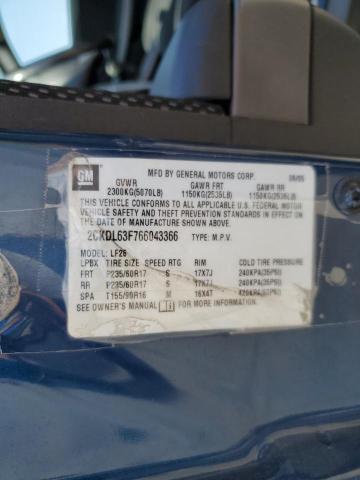 GM
MFD BY GENERAL MOTORS CORP.
GVWR GAWR FRT GAWR RR
2300KG(5070LB) 1150KG(2535LB) 1150KG(2535LB)
THIS VEHICLE CONFORMS TO ALL APPLICABLE U.S. FEDERAL MOTOR
VEHICLE SAFETY AND THEFT PREVENTION STANDARDS IN EFFECT ON
THE DATE OF MANUFACTURE SHOWN ABOVE.
2CKDL63F766043366 TYPE: M.P.V.
MODEL: LF26
LPBX TIRE SIZE SPEED RTG RIM COLD TIRE PRESSURE
FRT P235/60R17 S 17X7J 240KPA(35PSI)
RR P235/60R17 S 17X7J 240KPA(35PSI)
SPA T155/90R16 M 16X4T 420KPA(60PSI)
SEE OWNER'S MANUAL FOR MORE INFORMATION.